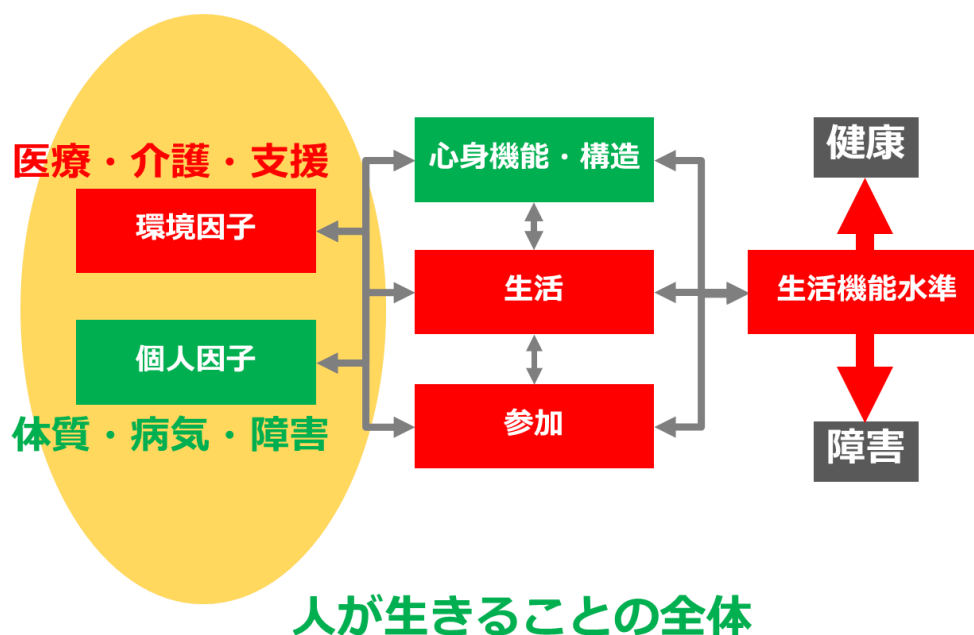 医療・介護・支援
環境因子
個人因子
体質・病気・障害
心身機能・構造
生活
参加
健康
生活機能水準
障害
人が生きることの全体